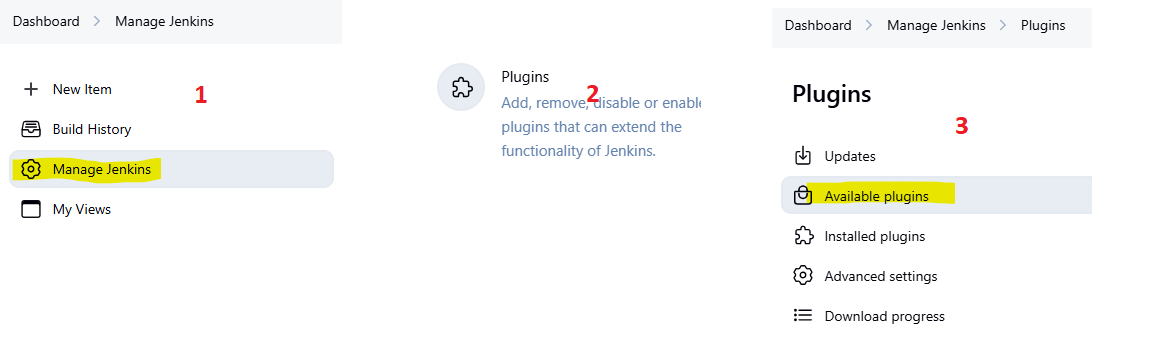 Dashboard > Manage Jenkins
New Item
1
Build History
Manage Jenkins
My Views
Plugins
2
Add, remove, disable or enable
plugins that can extend the
functionality of Jenkins.
Dashboard > Manage Jenkins > Plugins
Plugins
3
Updates
Available plugins
Installed plugins
Advanced settings
Download progress